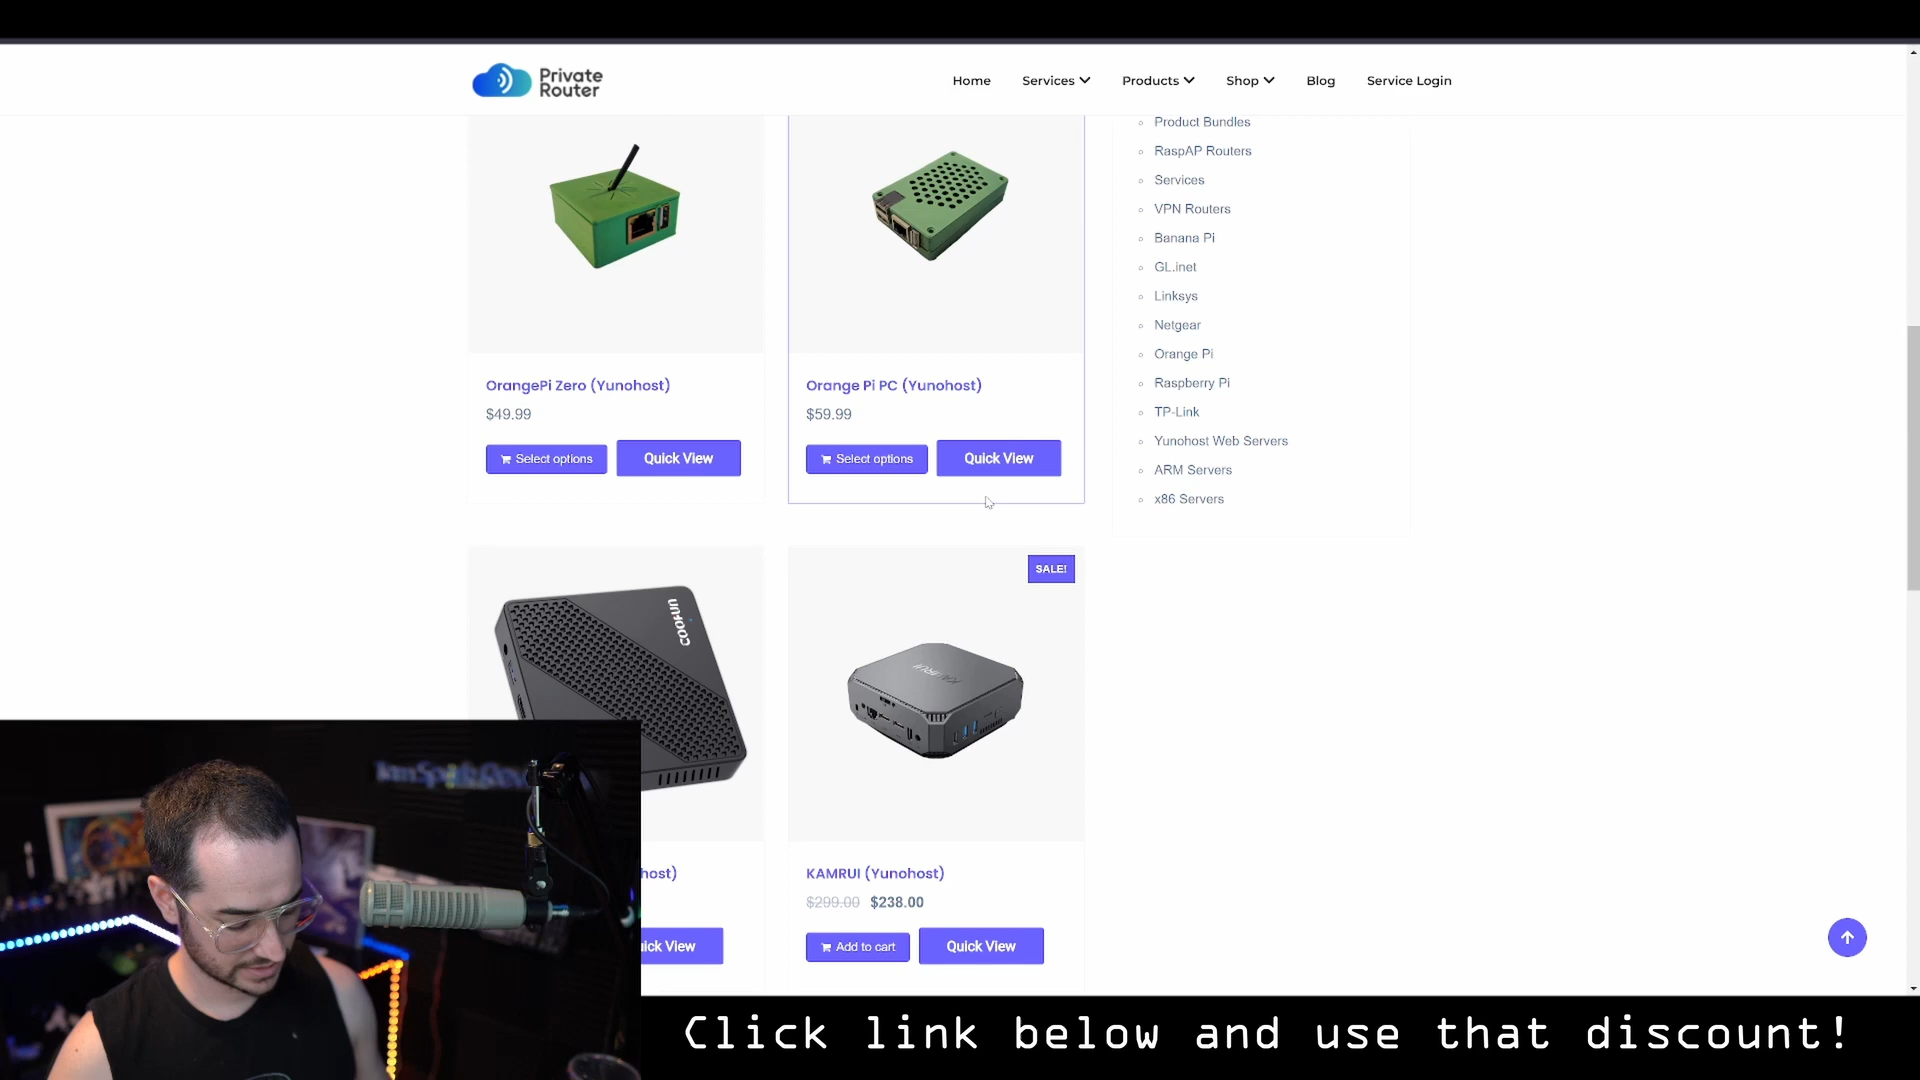 Private
Router
Home
Services
Products
Shop
Blog
Service Login
Product Bundles
RaspAP Routers
Services
VPN Routers
Banana Pi
GL.inet
Linksys
Netgear
Orange Pi
Raspberry Pi
TP-Link
Yunohost Web Servers
ARM Servers
x86 Servers
OrangePi Zero (Yunohost)
$49.99
Select options
Quick View
Orange Pi PC (Yunohost)
$59.99
Select options
Quick View
COOFUN
SALE!
KAMRUI
host)
ick View
KAMRUI (Yunohost)
$299.00 $238.00
Add to cart
Quick View
Click link below and use that discount!